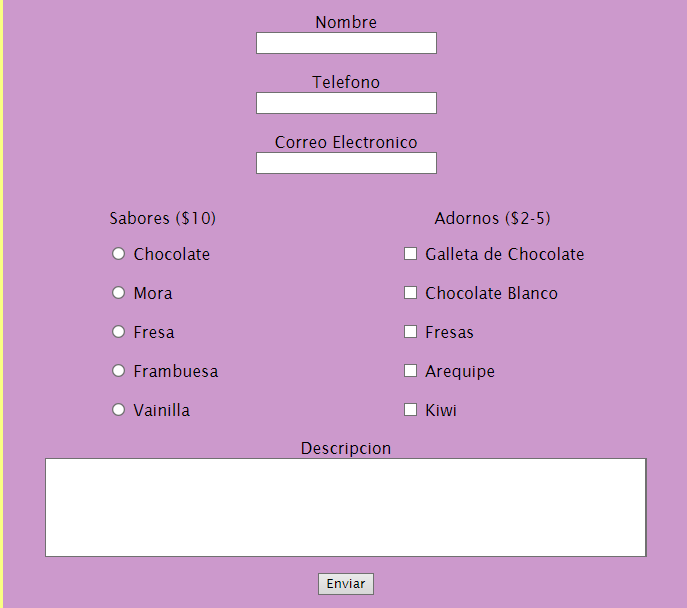 Nombre
Telefono
Correo Electronico
Sabores ($10)
Adornos ($2-5)
Chocolate
Galleta de Chocolate
Mora
Chocolate Blanco
Fresa
Fresas
Frambuesa
Arequipe
Vainilla
Kiwi
Descripcion
Enviar